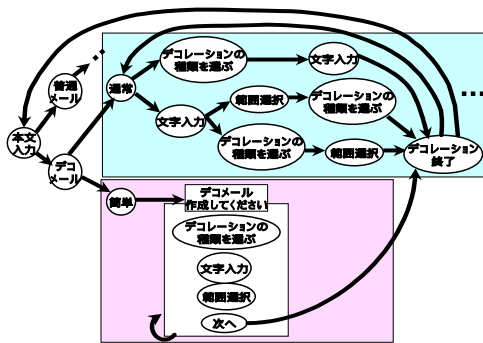 デコレーションの
種類を選ぶ
文字入力
普通
メール
通常
範囲選択
デコレーションの
種類を選ぶ
文字入力
本文
入力
デコレーションの
種類を選ぶ
範囲選択
デコレーション
終了
デコ
メール
簡単
デコメール
作成してください
デコレーションの
種類を選ぶ
文字入力
範囲選択
次へ